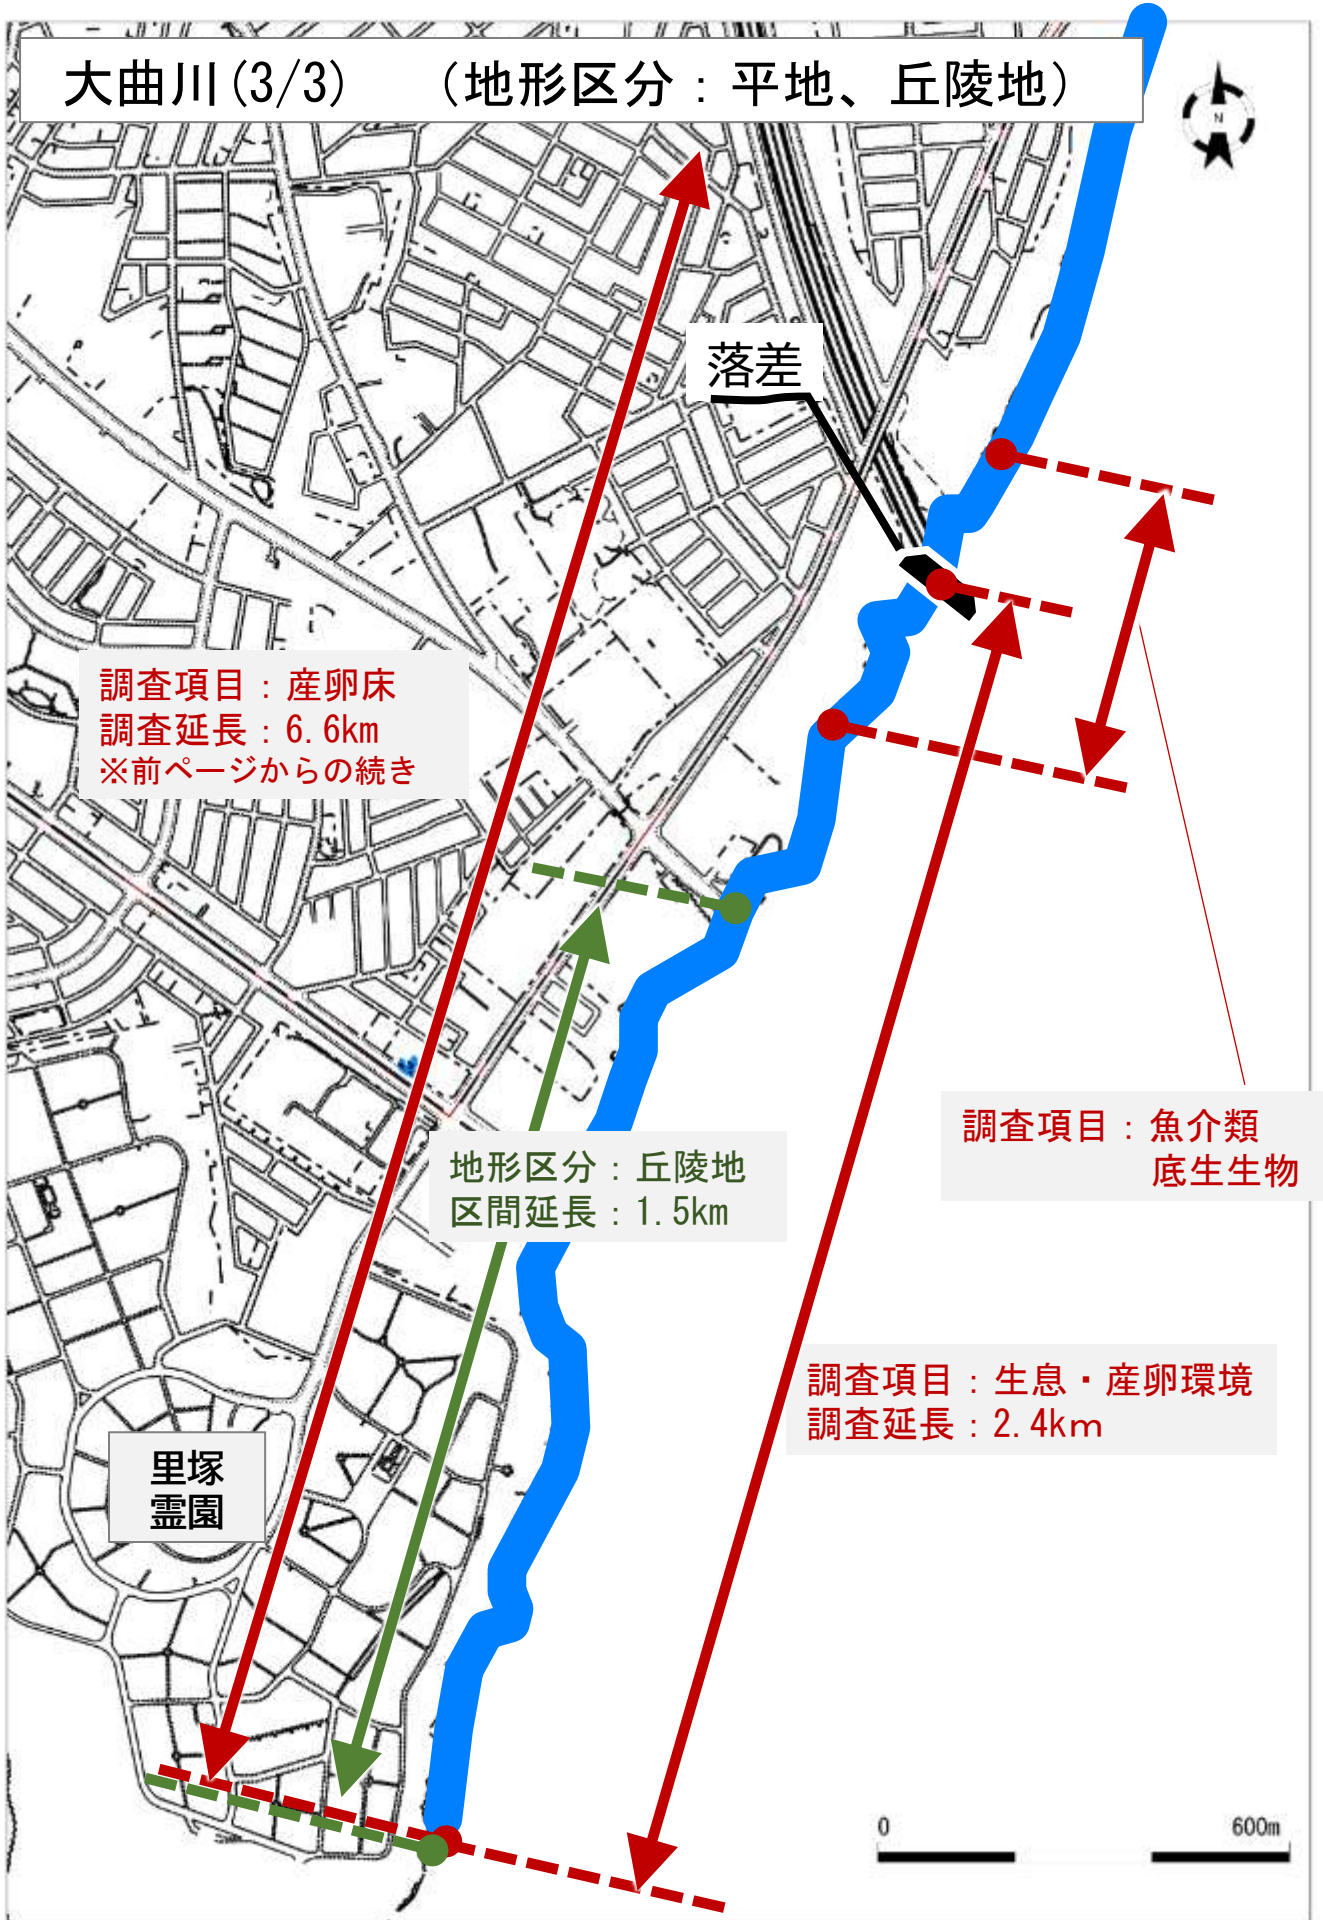 大曲川(3/3)　（地形区分：平地、丘陵地）
N
落差
調査項目：産卵床
調査延長：6.6km
※前ページからの続き
調査項目：魚介類
底生生物
地形区分：丘陵地
区間延長：1.5km
調査項目：生息・産卵環境
調査延長：2.4km
里塚
霊園
0
600m